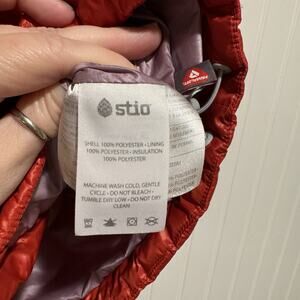 stio
SHELL 100% POLYESTER • LINING
100% POLYESTER • INSULATION
100% POLYESTER
MACHINE WASH COLD, GENTLE
CYCLE • DO NOT BLEACH •
TUMBLE DRY LOW • DO NOT DRY
CLEAN
PRIMALOFT